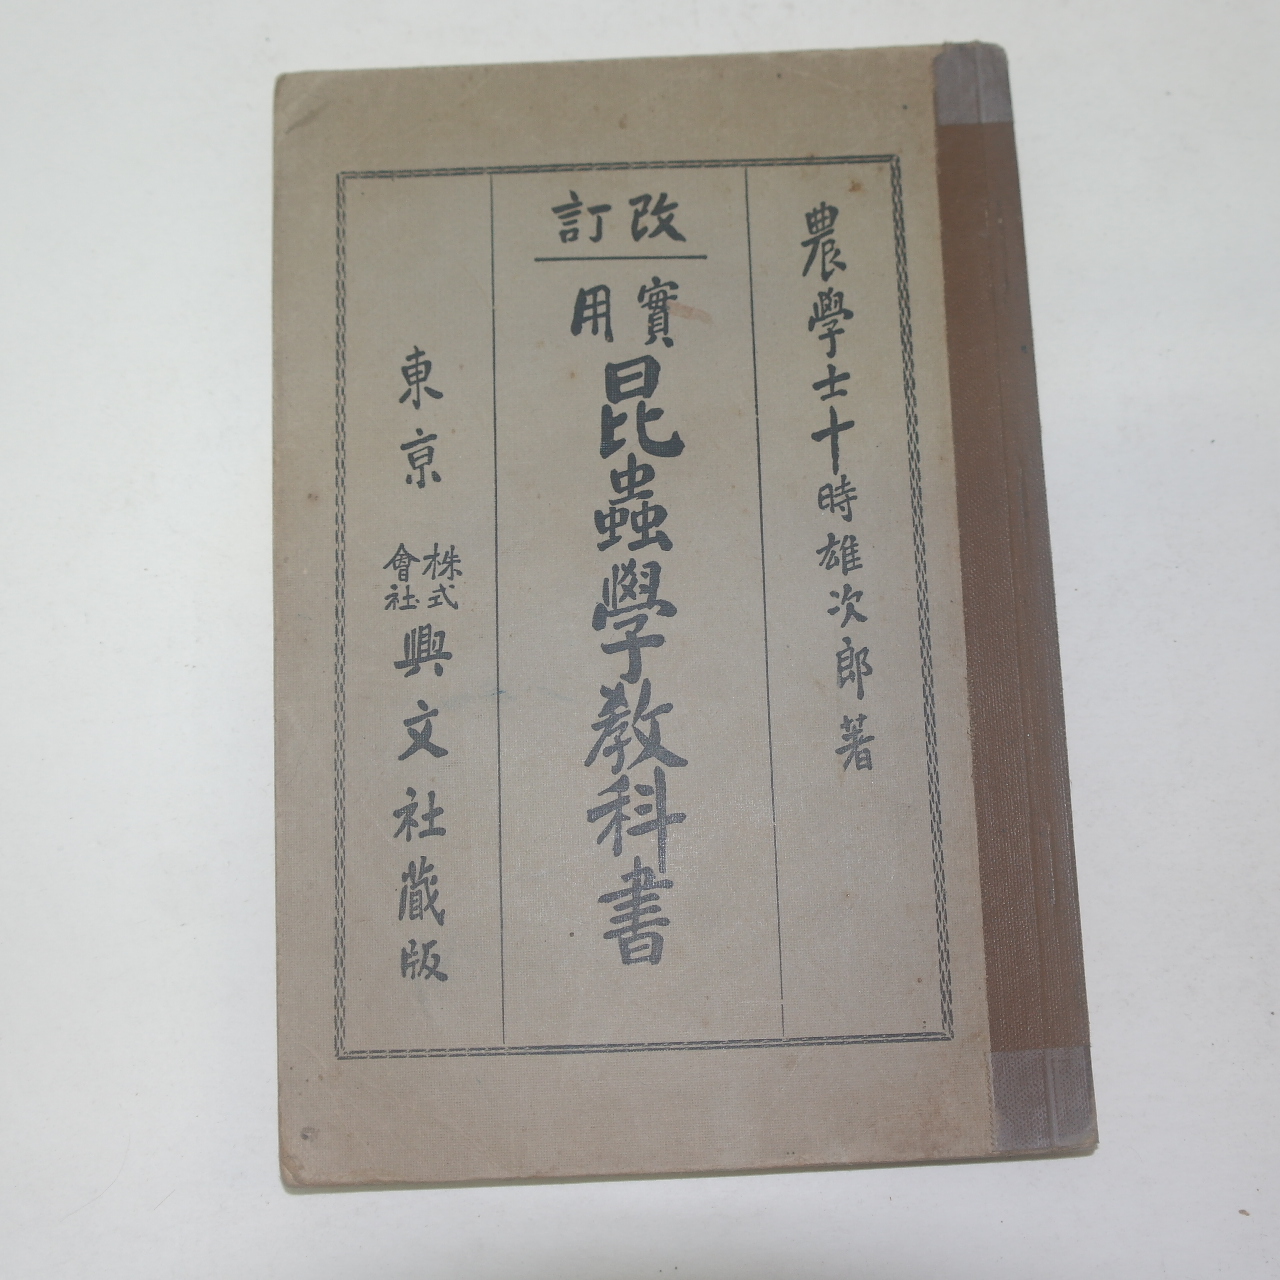 農學士十時雄次郎著
改訂
實用
昆蟲學教科書
東京
株式
會社
興文社藏版